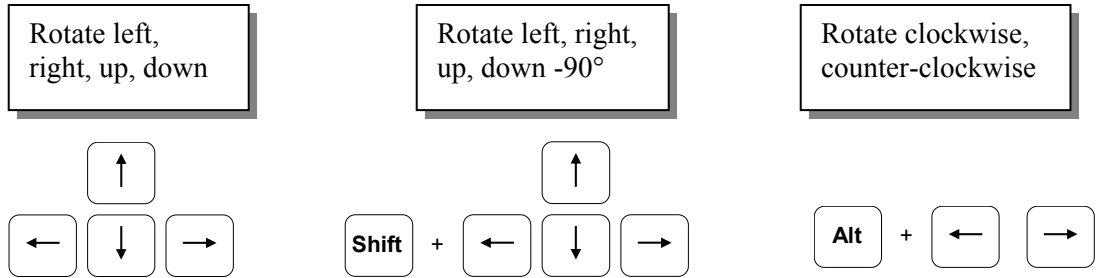 Rotate left,
right, up, down
Rotate left, right,
up, down -90°
Rotate clockwise,
counter-clockwise
↑
← ↓ →
↑
Shift + ← ↓ →
Alt + ← →